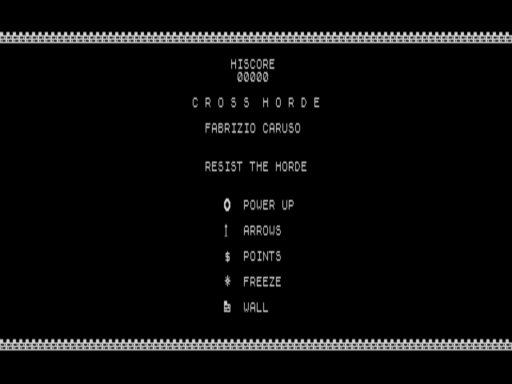 HISCORE
00000
C R O S S  H O R D E
FABRIZIO CARUSO
RESIST THE HORDE
POWER UP
ARROWS
$ POINTS
FREEZE
WALL